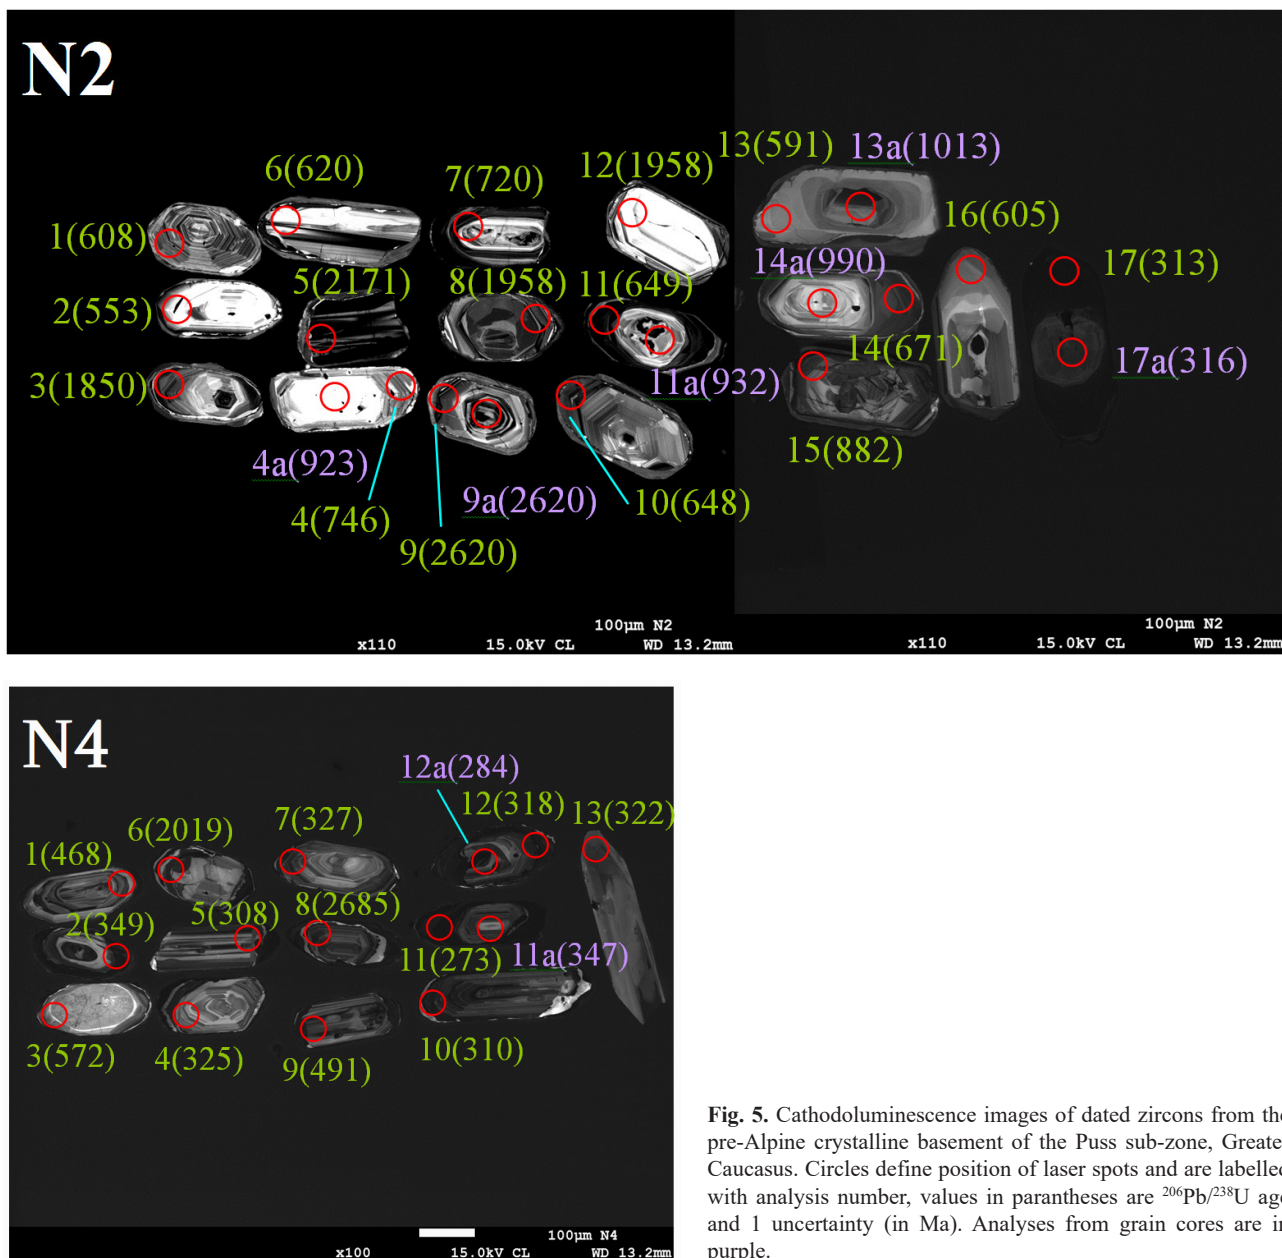 N2
6(620)
7(720)
12(1958)
13(591)
13a(1013)
16(605)
1(608)
5(2171)
8(1958)
11(649)
14a(990)
17(313)
2(553)
3(1850)
11a(932)
14(671)
17a(316)
4a(923)
9a(2620)
10(648)
15(882)
4(746)
9(2620)
100µm N2
x110 15.0kV CL WD 13.2mm
100µm N2
x110 15.0kV CL WD 13.2mm
N4
12a(284)
6(2019)
7(327)
12(318)
13(322)
1(468)
2(349)
5(308)
8(2685)
11(273)
11a(347)
3(572)
4(325)
9(491)
10(310)
100µm N4
x100 15.0kV CL WD 13.2mm
Fig. 5. Cathodoluminescence images of dated zircons from the
pre-Alpine crystalline basement of the Puss sub-zone, Greate
Caucasus. Circles define position of laser spots and are labelled
with analysis number, values in parantheses are ²⁰⁶Pb/²³⁸U age
and 1 uncertainty (in Ma). Analyses from grain cores are in
purple.